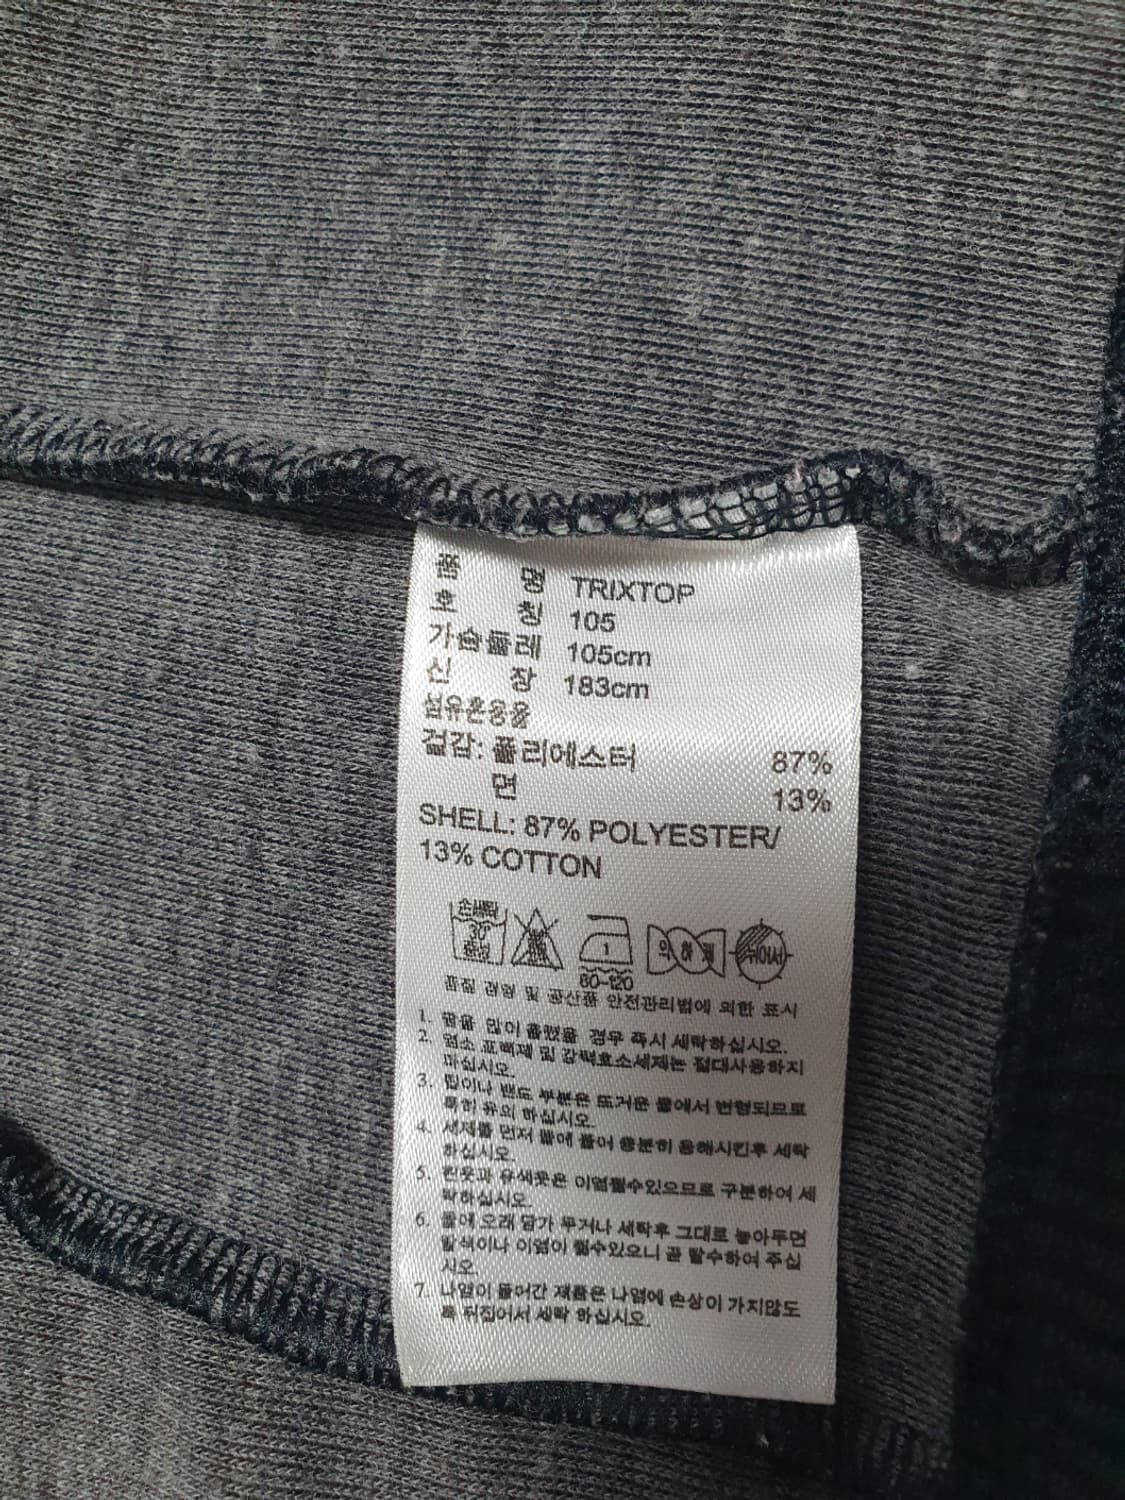 품 명 TRIXTOP
호 칭 105
가슴둘레 105cm
신 장 183cm
섬유혼용율
겉감: 폴리에스터 87%
면 13%
SHELL: 87% POLYESTER/
13% COTTON
손세탁
1 의해제 뉘어서
80-120
품질 경영 및 공산품 안전관리법에 의한 표시
1. 땀을 많이 흘렸을 경우 즉시 세탁하십시오.
2. 염소 표백제 및 강력효소세제는 절대사용하지
마십시오.
3. 립이나 밴드 부분은 뜨거운 물에서 변형되므로
특히 유의 하십시오.
4. 세제를 먼저 물에 풀어 충분히 용해시킨후 세탁
하십시오.
5. 흰옷과 유색옷은 이염될수있으므로 구분하여 세
탁하십시오.
6. 물에 오래 담가 두거나 세탁후 그대로 놓아두면
탈색이나 이염이 될수있으니 곧 탈수하여 주십
시오.
7. 나염이 들어간 제품은 나염에 손상이 가지않도
록 뒤집어서 세탁 하십시오.